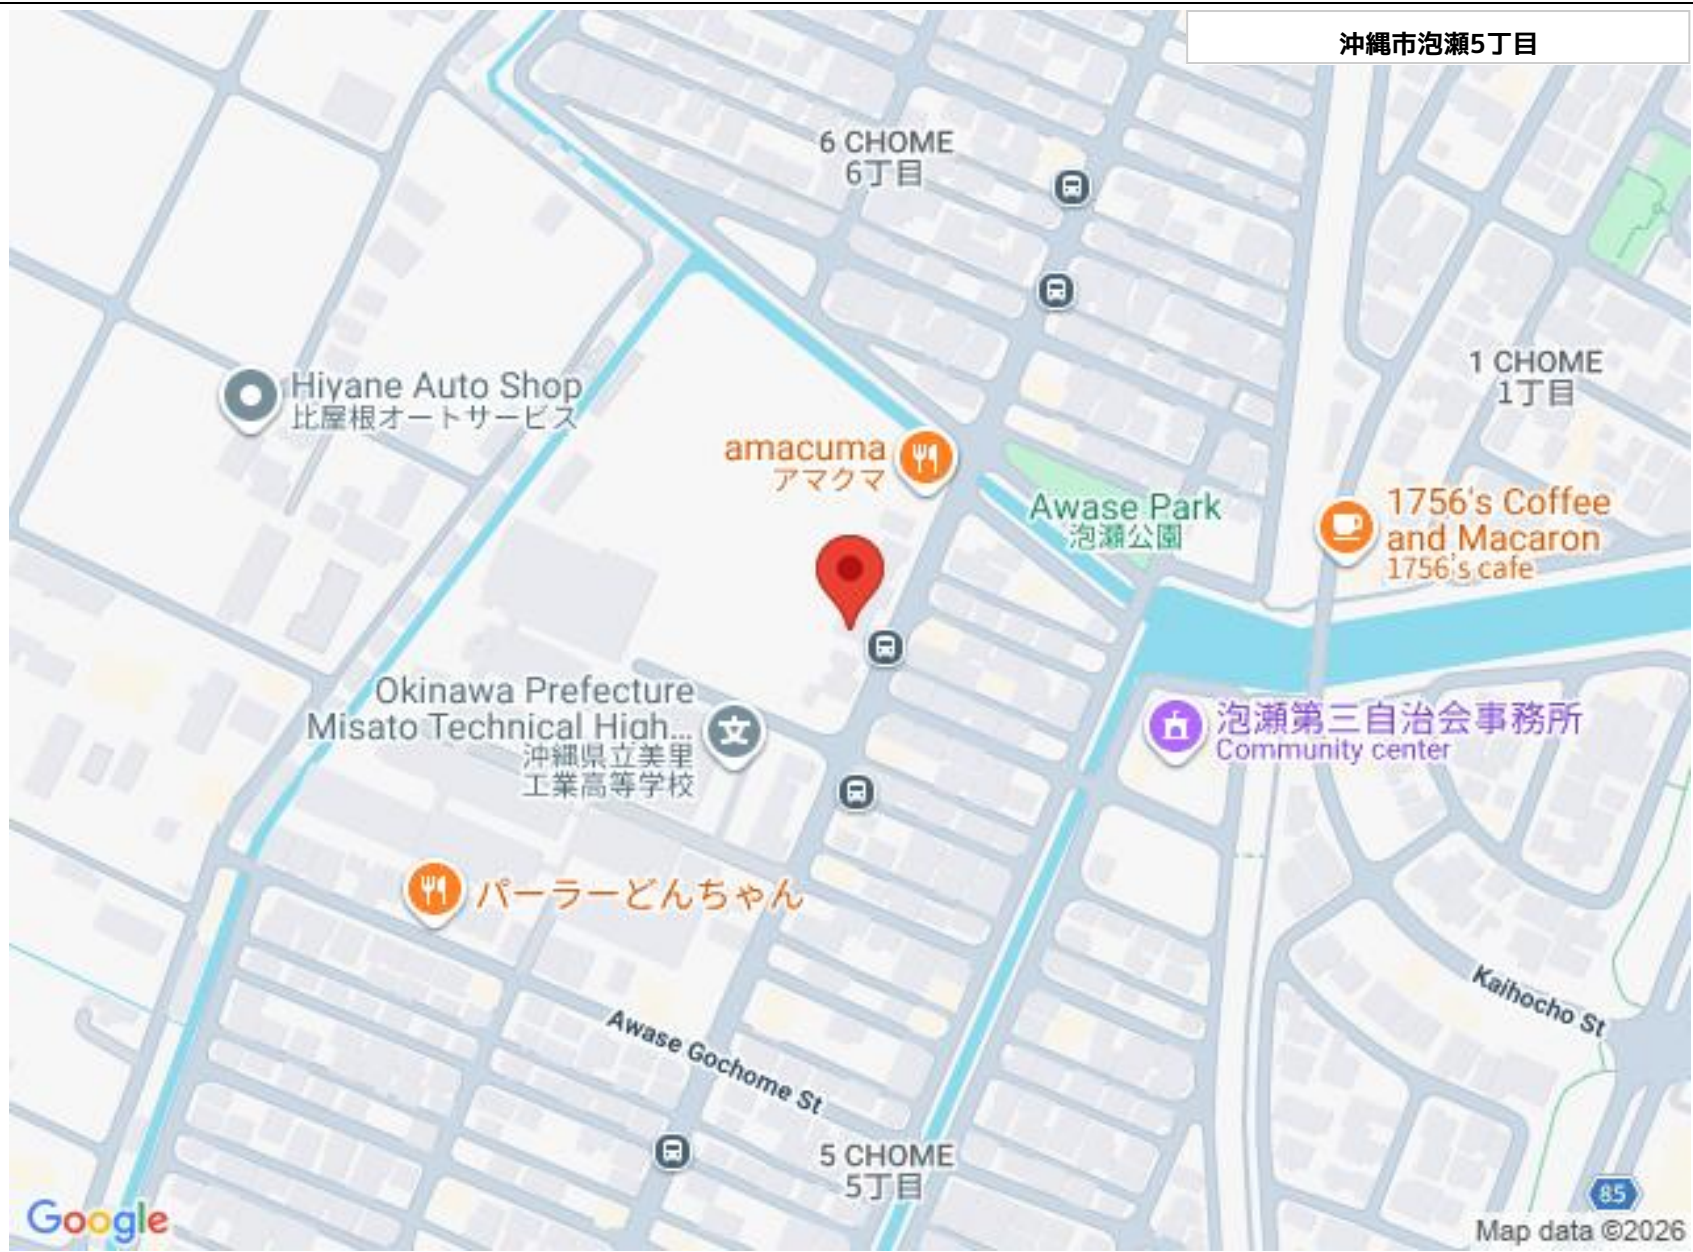 沖縄市泡瀬5丁目
6 CHOME
6丁目
1 CHOME
1丁目
Hiyane Auto Shop
比屋根オートサービス
amacuma
アマクマ
Awase Park
泡瀬公園
1756's Coffee
and Macaron
1756's cafe
Okinawa Prefecture
Misato Technical High...
沖縄県立美里
工業高等学校
文
泡瀬第三自治会事務所
Community center
パーラーどんちゃん
Kaihocho St
Awase Gochome St
5 CHOME
5丁目
85
Google
Map data ©2026